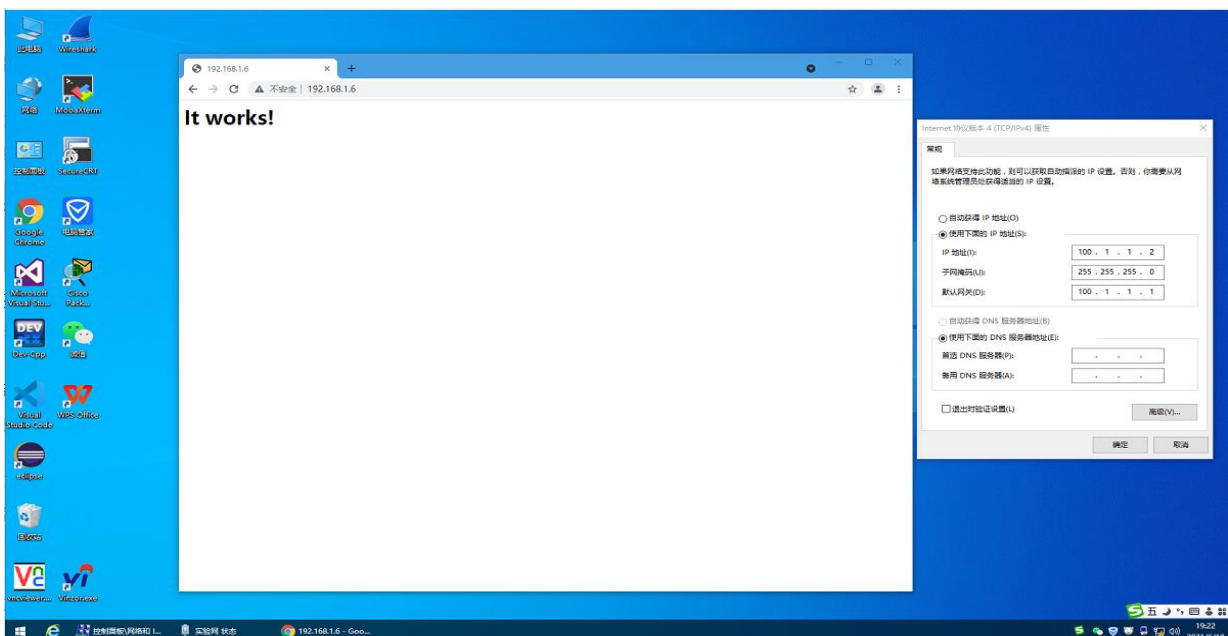 此电脑
Wireshark
网络
MobaXterm
控制面板
SecureCRT
Google Chrome
电脑管家
Microsoft Visual Stu...
Cisco Pack...
DEV
Dev-Cpp
微信
Visual Studio Code
WPS Office
eclipse
回收站
vncviewer...
Vinzor.exe
192.168.1.6
不安全 | 192.168.1.6
It works!
Internet 协议版本 4 (TCP/IPv4) 属性
常规
如果网络支持此功能，则可以获取自动指派的 IP 设置。否则，你需要从网
络系统管理员处获得适当的 IP 设置。
自动获得 IP 地址(O)
使用下面的 IP 地址(S):
IP 地址(I):
100 . 1 . 1 . 2
子网掩码(U):
255 . 255 . 255 . 0
默认网关(D):
100 . 1 . 1 . 1
自动获得 DNS 服务器地址(B)
使用下面的 DNS 服务器地址(E):
首选 DNS 服务器(P):
备用 DNS 服务器(A):
退出时验证设置(L)
高级(V)...
确定
取消
五
控制面板\网络和 I...
实验网 状态
192.168.1.6 - Goo...
19:22